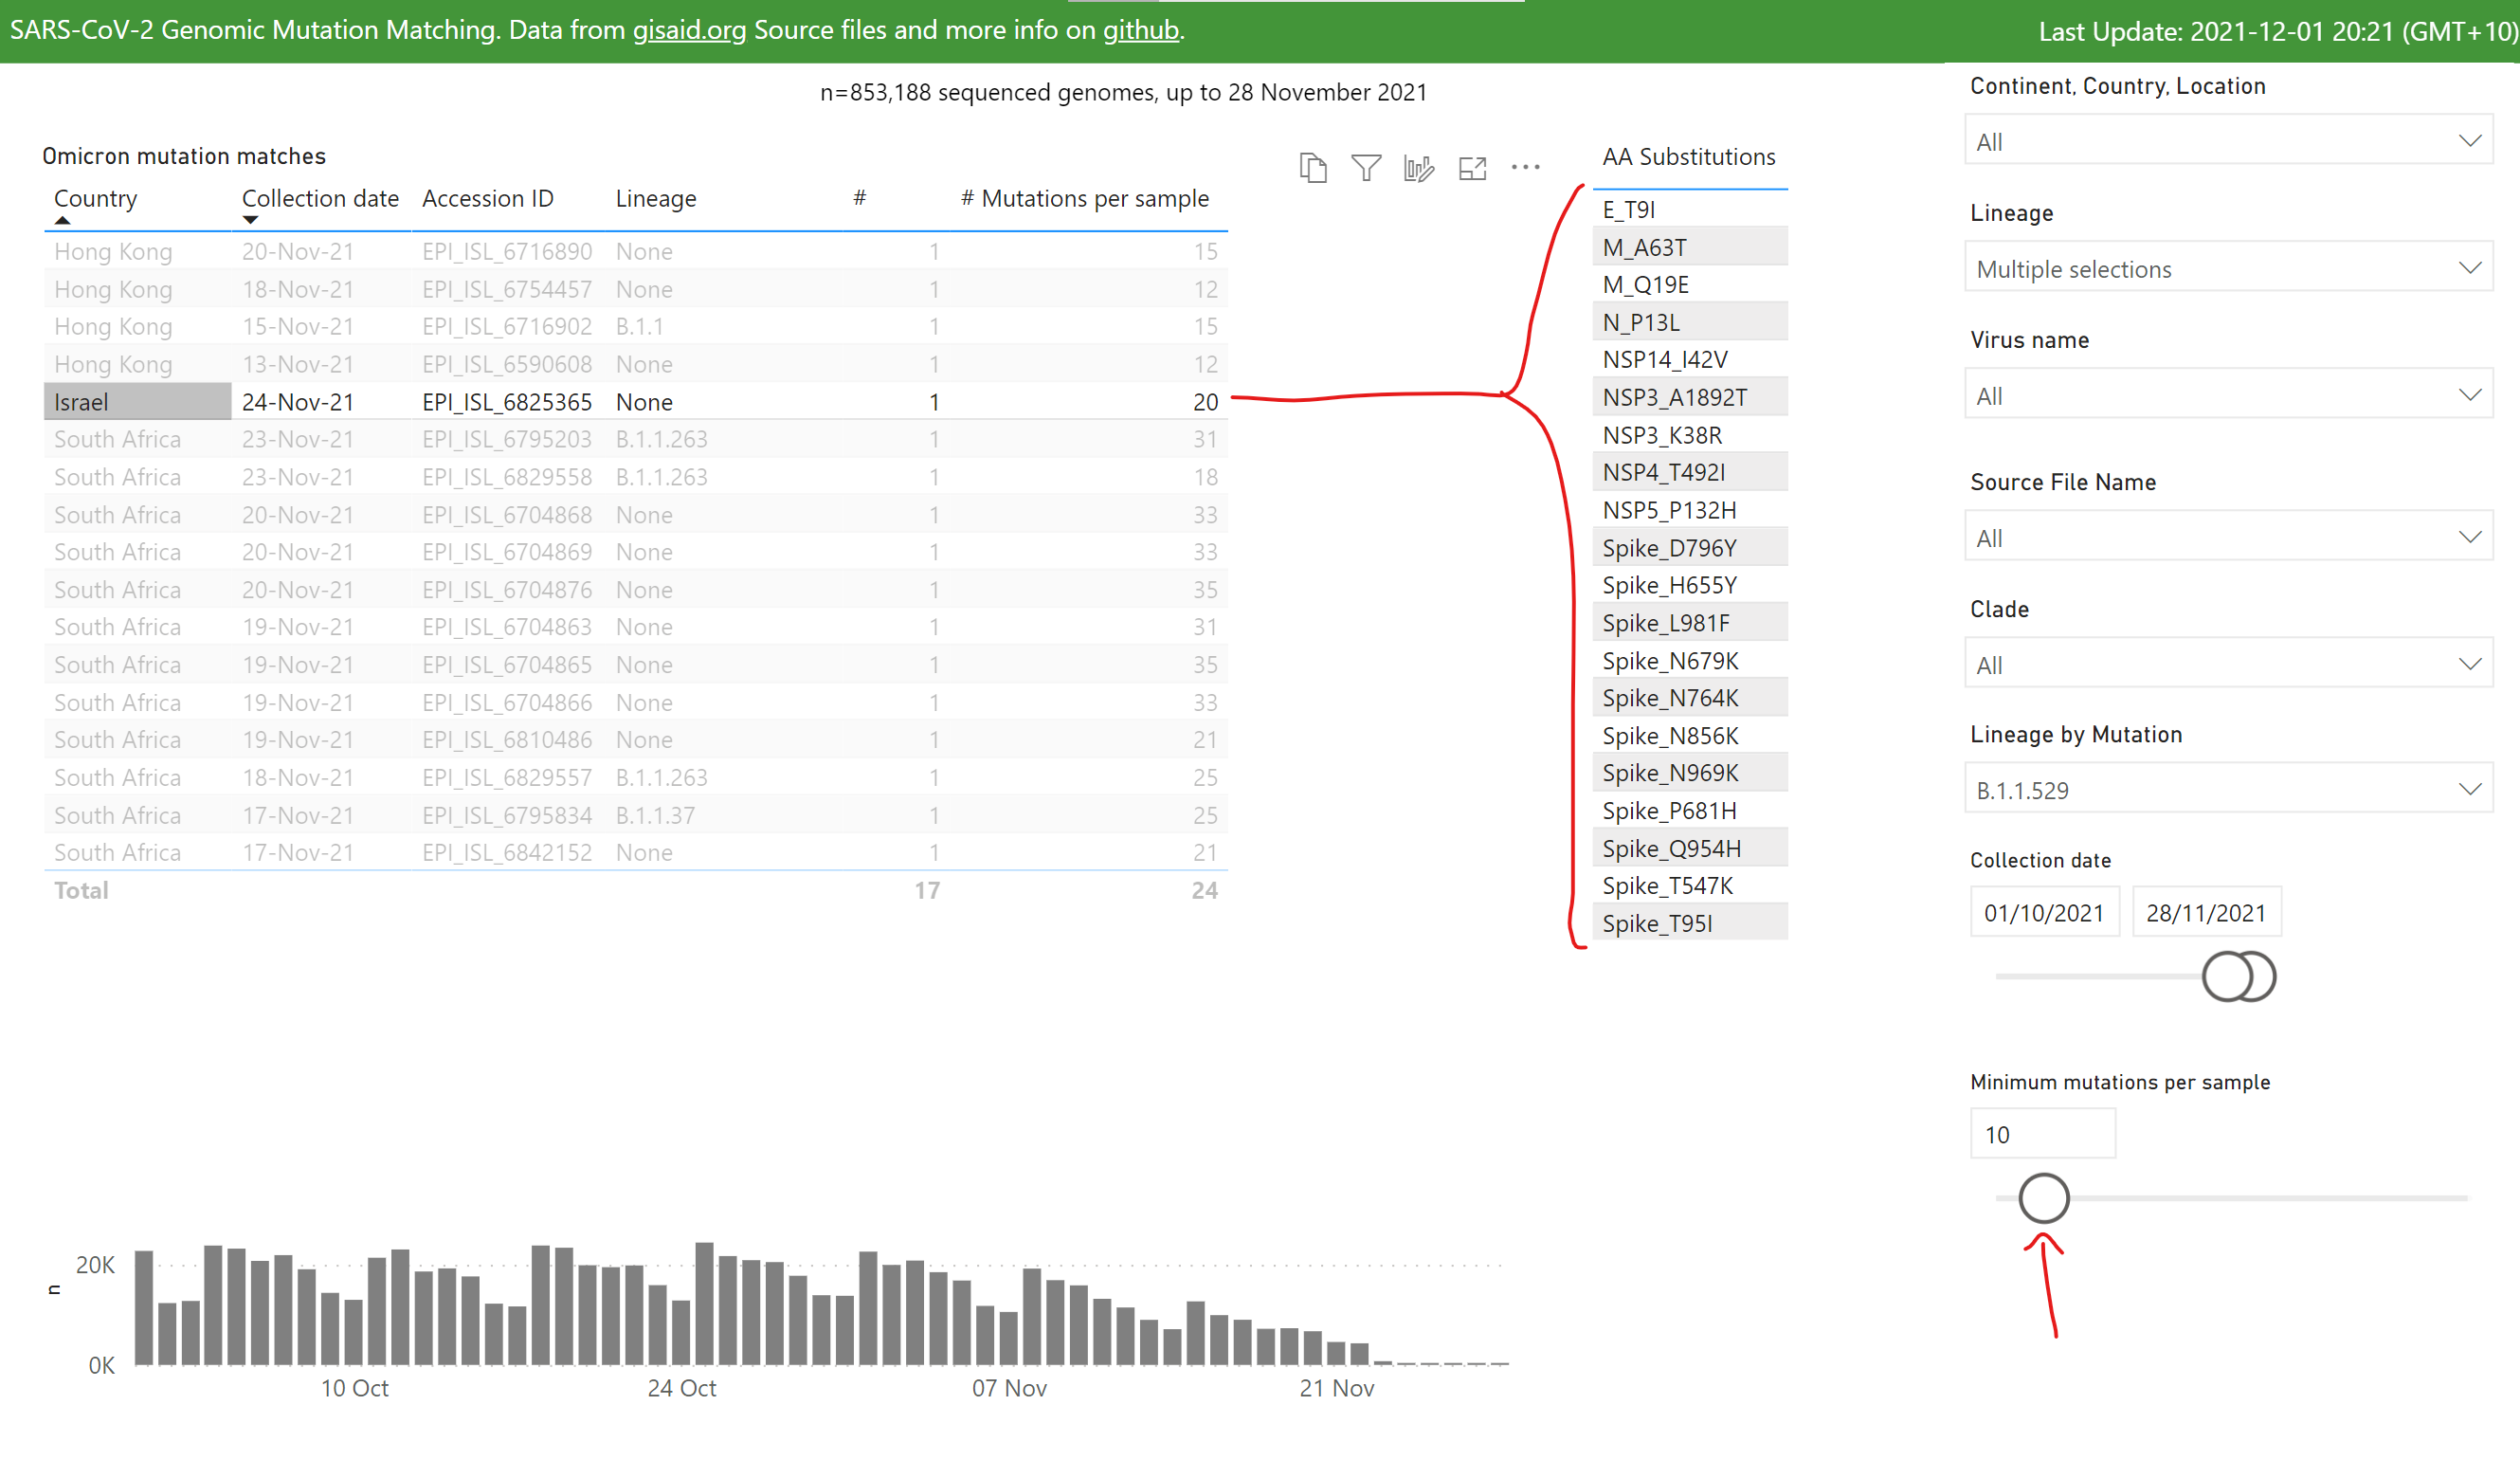 SARS-CoV-2 Genomic Mutation Matching. Data from gisaid.org Source files and more info on github.
Last Update: 2021-12-01 20:21 (GMT+10)
n=853,188 sequenced genomes, up to 28 November 2021
Omicron mutation matches
Country Collection date Accession ID Lineage # # Mutations per sample
Hong Kong 20-Nov-21 EPI_ISL_6716890 None 1 15
Hong Kong 18-Nov-21 EPI_ISL_6754457 None 1 12
Hong Kong 15-Nov-21 EPI_ISL_6716902 B.1.1 1 15
Hong Kong 13-Nov-21 EPI_ISL_6590608 None 1 12
Israel 24-Nov-21 EPI_ISL_6825365 None 1 20
South Africa 23-Nov-21 EPI_ISL_6795203 B.1.1.263 1 31
South Africa 23-Nov-21 EPI_ISL_6829558 B.1.1.263 1 18
South Africa 20-Nov-21 EPI_ISL_6704868 None 1 33
South Africa 20-Nov-21 EPI_ISL_6704869 None 1 33
South Africa 20-Nov-21 EPI_ISL_6704876 None 1 35
South Africa 19-Nov-21 EPI_ISL_6704863 None 1 31
South Africa 19-Nov-21 EPI_ISL_6704865 None 1 35
South Africa 19-Nov-21 EPI_ISL_6704866 None 1 33
South Africa 19-Nov-21 EPI_ISL_6810486 None 1 21
South Africa 18-Nov-21 EPI_ISL_6829557 B.1.1.263 1 25
South Africa 17-Nov-21 EPI_ISL_6795834 B.1.1.37 1 25
South Africa 17-Nov-21 EPI_ISL_6842152 None 1 21
Total 17 24
AA Substitutions
E_T9I
M_A63T
M_Q19E
N_P13L
NSP14_I42V
NSP3_A1892T
NSP3_K38R
NSP4_T492I
NSP5_P132H
Spike_D796Y
Spike_H655Y
Spike_L981F
Spike_N679K
Spike_N764K
Spike_N856K
Spike_N969K
Spike_P681H
Spike_Q954H
Spike_T547K
Spike_T95I
Continent, Country, Location
All
Lineage
Multiple selections
Virus name
All
Source File Name
All
Clade
All
Lineage by Mutation
B.1.1.529
Collection date
01/10/2021 28/11/2021
Minimum mutations per sample
10
20K
n
0K
10 Oct 24 Oct 07 Nov 21 Nov